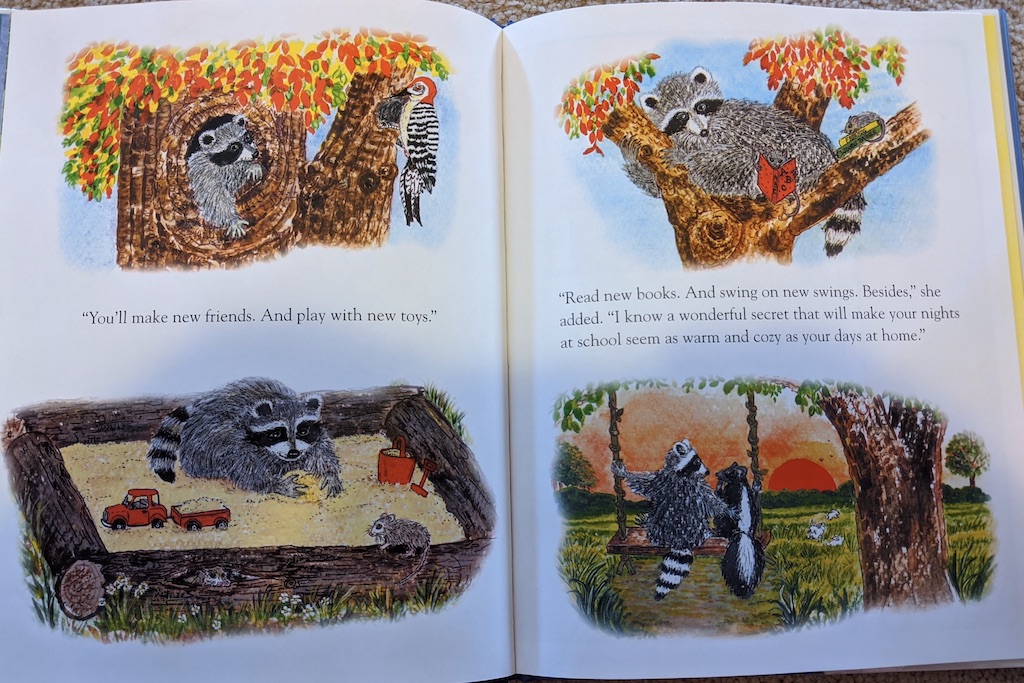 “You’ll make new friends. And play with new toys.”
“Read new books. And swing on new swings. Besides,” she
added. “I know a wonderful secret that will make your nights
at school seem as warm and cozy as your days at home.”
A
B
C